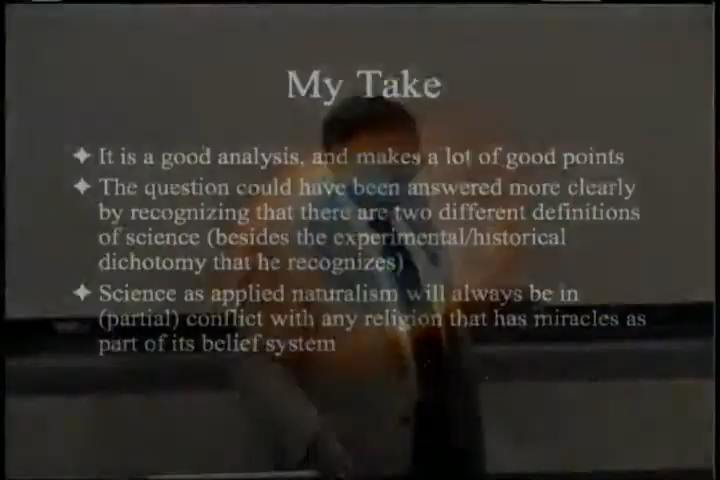 My Take
It is a good analysis, and makes a lot of good points
The question could have been answered more clearly
by recognizing that there are two different definitions
of science (besides the experimental/historical
dichotomy that he recognizes)
Science as applied naturalism will always be in
(partial) conflict with any religion that has miracles as
part of its belief system